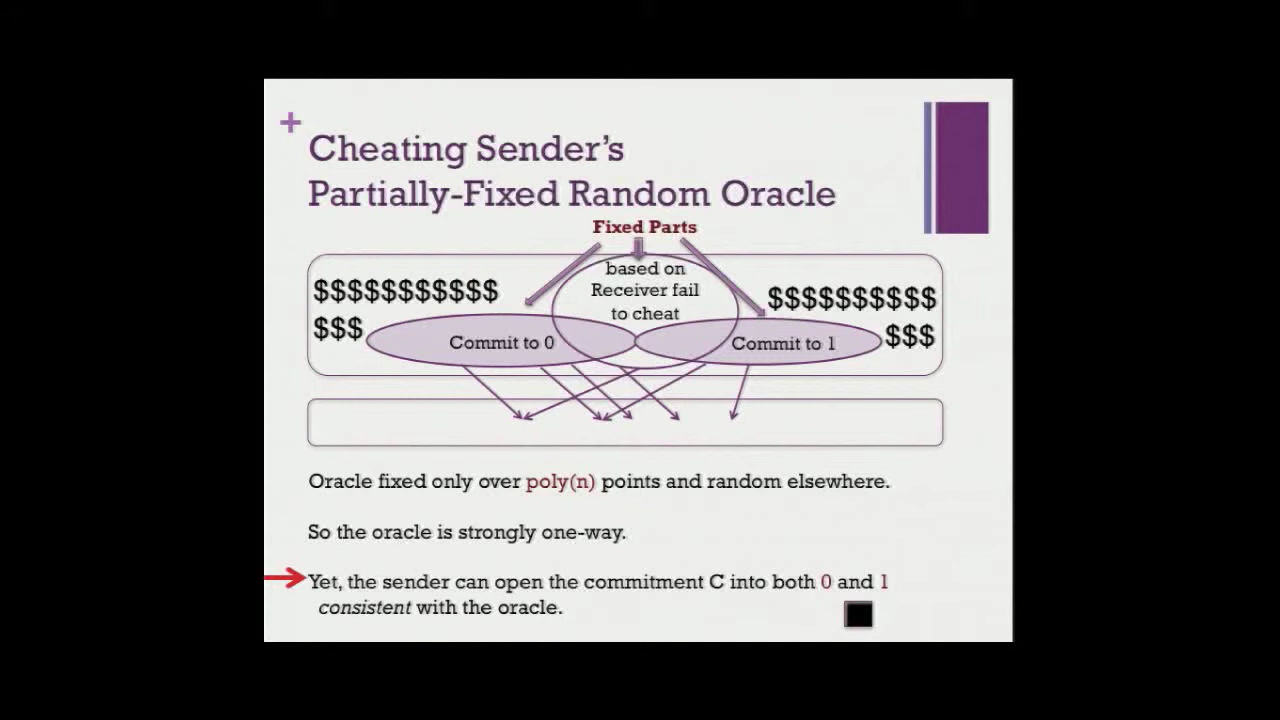 +
Cheating Sender's
Partially-Fixed Random Oracle
Fixed Parts
based on
Receiver fail
to cheat
$$$$$$$$$$$
$$$
$$$$$$$$$$
$$$
Commit to 0
Commit to 1
Oracle fixed only over poly(n) points and random elsewhere.
So the oracle is strongly one-way.
Yet, the sender can open the commitment C into both 0 and 1
consistent with the oracle.